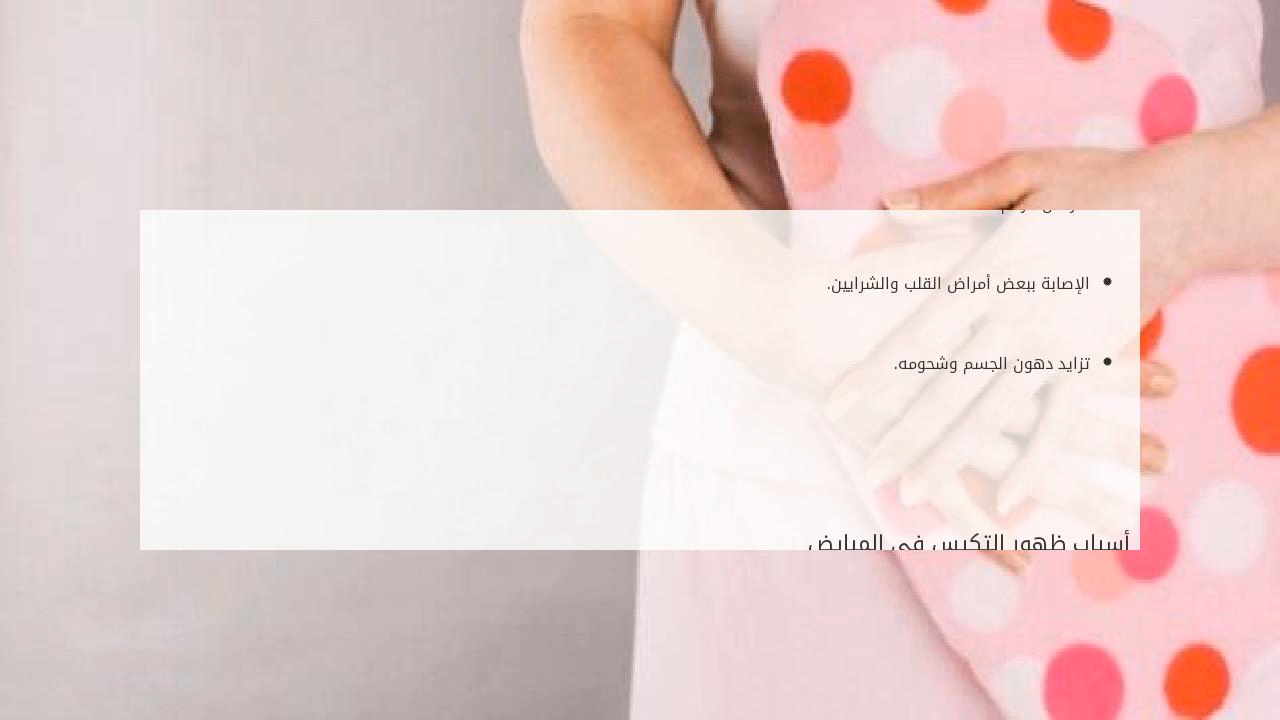 الإصابة ببعض أمراض القلب والشرايين.
تزايد دهون الجسم وشحومه.
أسباب ظهور التكيس في المبايض